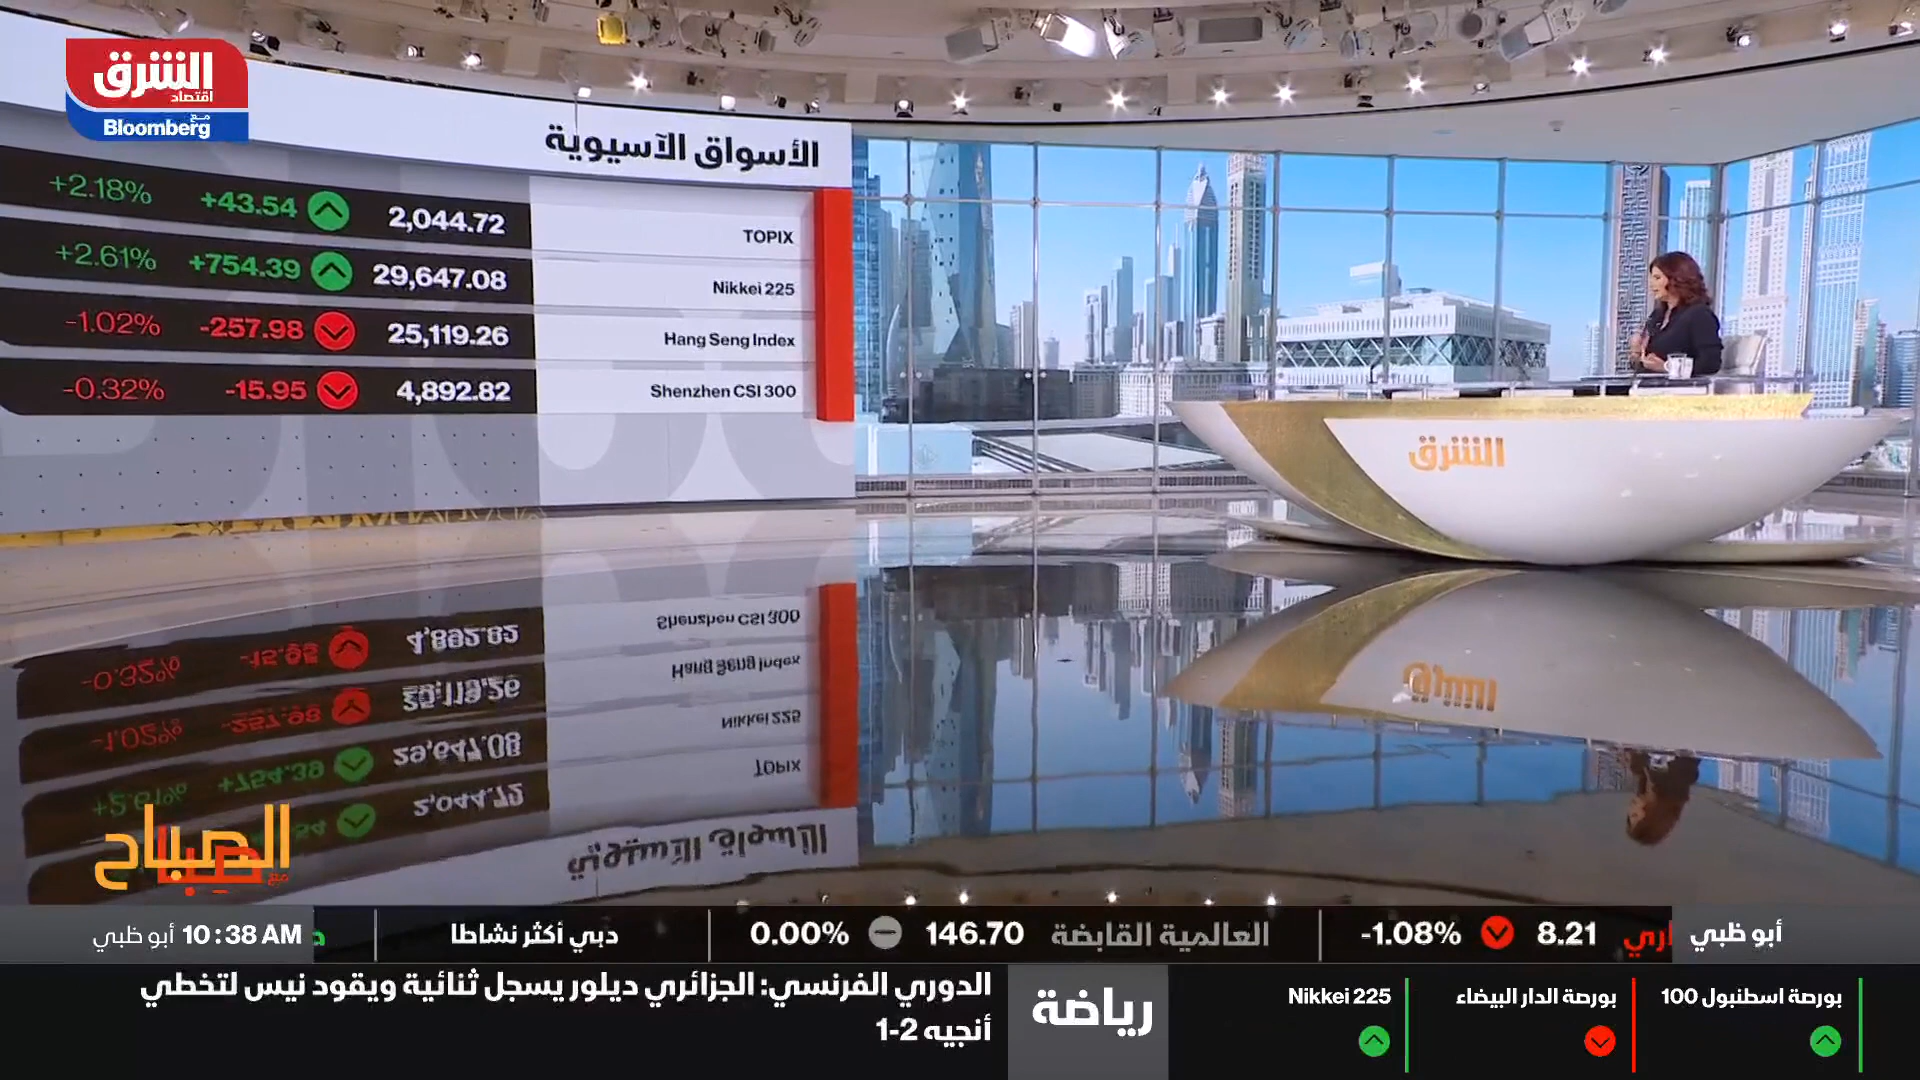 الشرق
اقتصاد
مع
Bloomberg
الأسواق الآسيوية
TOPIX 2,044.72 +43.54 +2.18%
Nikkei 225 29,647.08 +754.39 +2.61%
Hang Seng Index 25,119.26 -257.98 -1.02%
Shenzhen CSI 300 4,892.82 -15.95 -0.32%
الشرق
الصباح
مع صبا
أبو ظبي
8.21 -1.08%
العالمية القابضة 146.70 0.00%
دبي أكثر نشاطا
10:38 AM أبو ظبي
بورصة اسطنبول 100
بورصة الدار البيضاء
Nikkei 225
رياضة
الدوري الفرنسي: الجزائري ديلور يسجل ثنائية ويقود نيس لتخطي
أنجيه 2-1